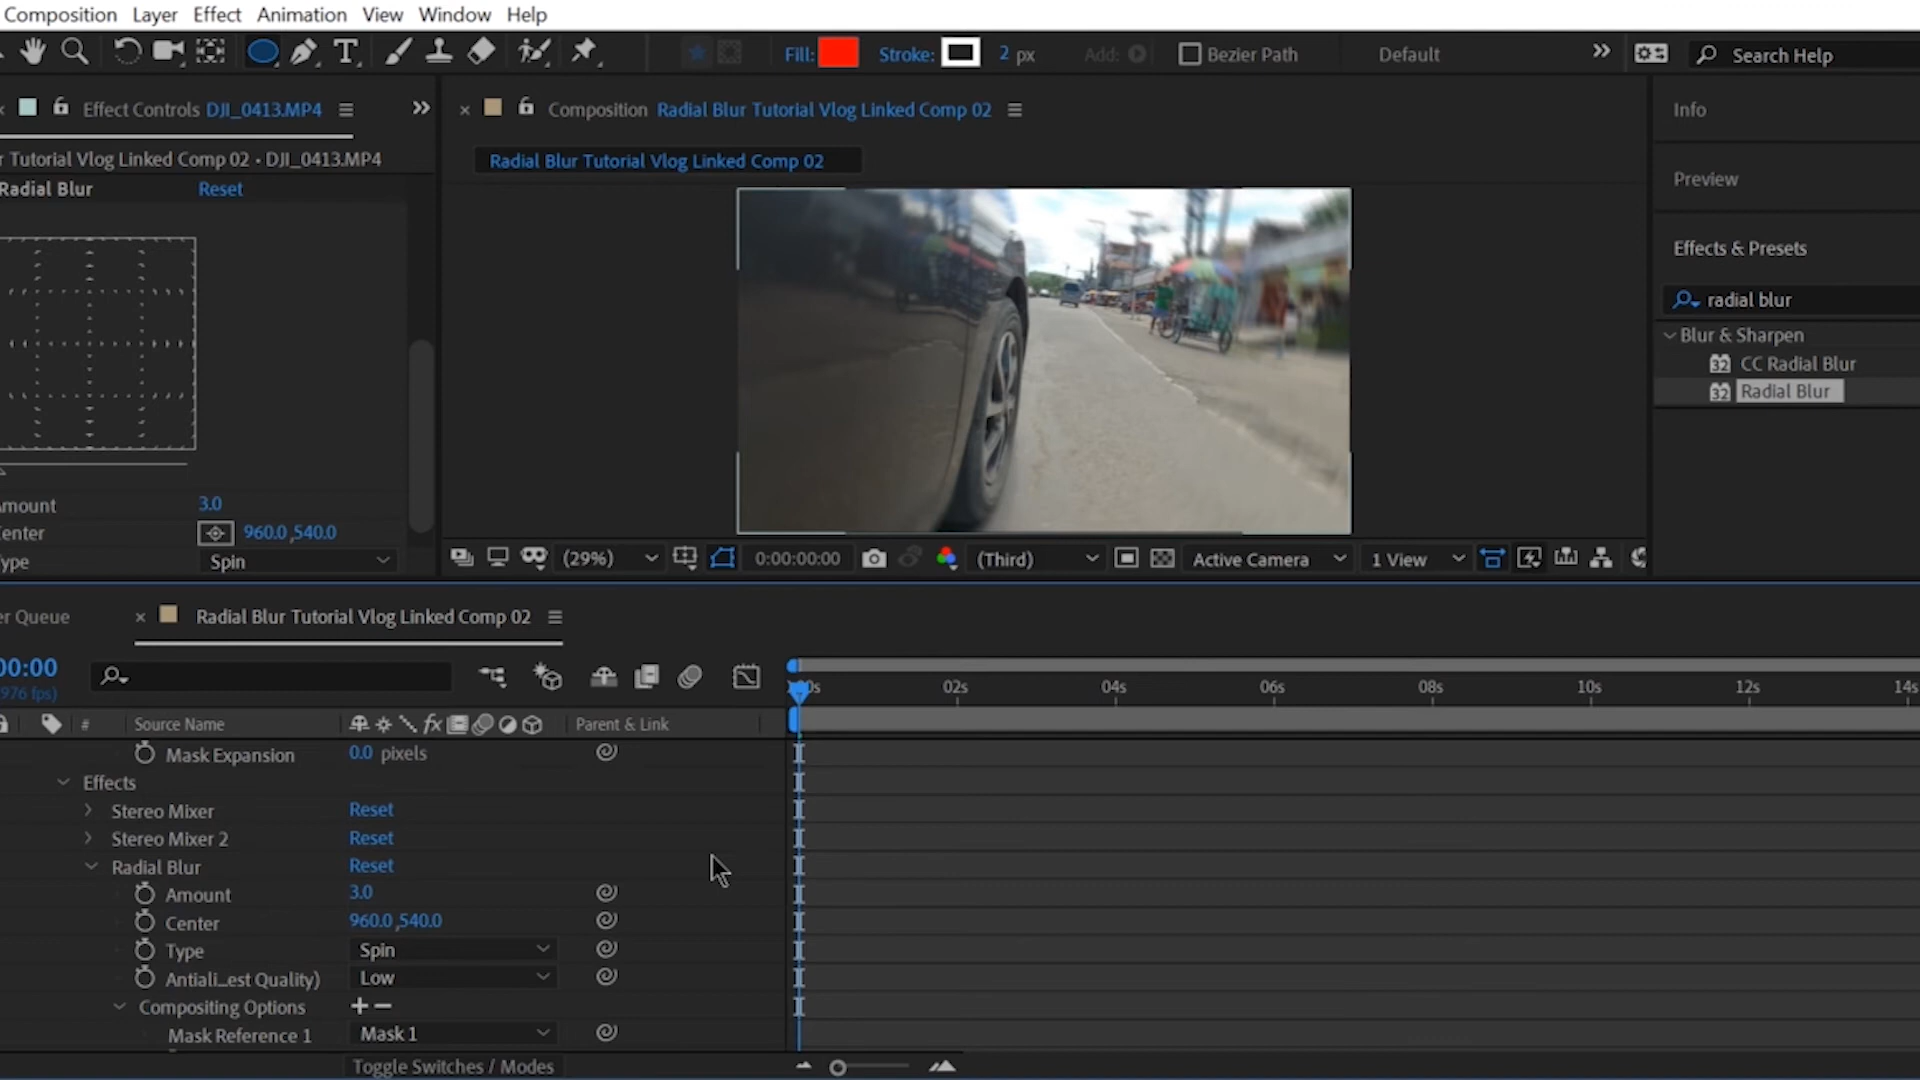 Composition Layer Effect Animation View Window Help
Fill: Stroke: 2 px Add: Bezier Path Default >> Search Help
Effect Controls DJI_0413.MP4 >>
r Tutorial Vlog Linked Comp 02 • DJI_0413.MP4
Radial Blur Reset
Amount 3.0
enter 960.0,540.0
ype Spin
× Composition Radial Blur Tutorial Vlog Linked Comp 02
Radial Blur Tutorial Vlog Linked Comp 02
(29%) 0:00:00:00 (Third) Active Camera 1 View
Info
Preview
Effects & Presets
radial blur
Blur & Sharpen
32 CC Radial Blur
32 Radial Blur
er Queue × Radial Blur Tutorial Vlog Linked Comp 02
00:00
976 fps)
0s 02s 04s 06s 08s 10s 12s 14s
# Source Name fx Parent & Link
Mask Expansion 0.0 pixels
Effects
Stereo Mixer Reset
Stereo Mixer 2 Reset
Radial Blur Reset
Amount 3.0
Center 960.0,540.0
Type Spin
Antiali...est Quality) Low
Compositing Options + −
Mask Reference 1 Mask 1
Toggle Switches / Modes